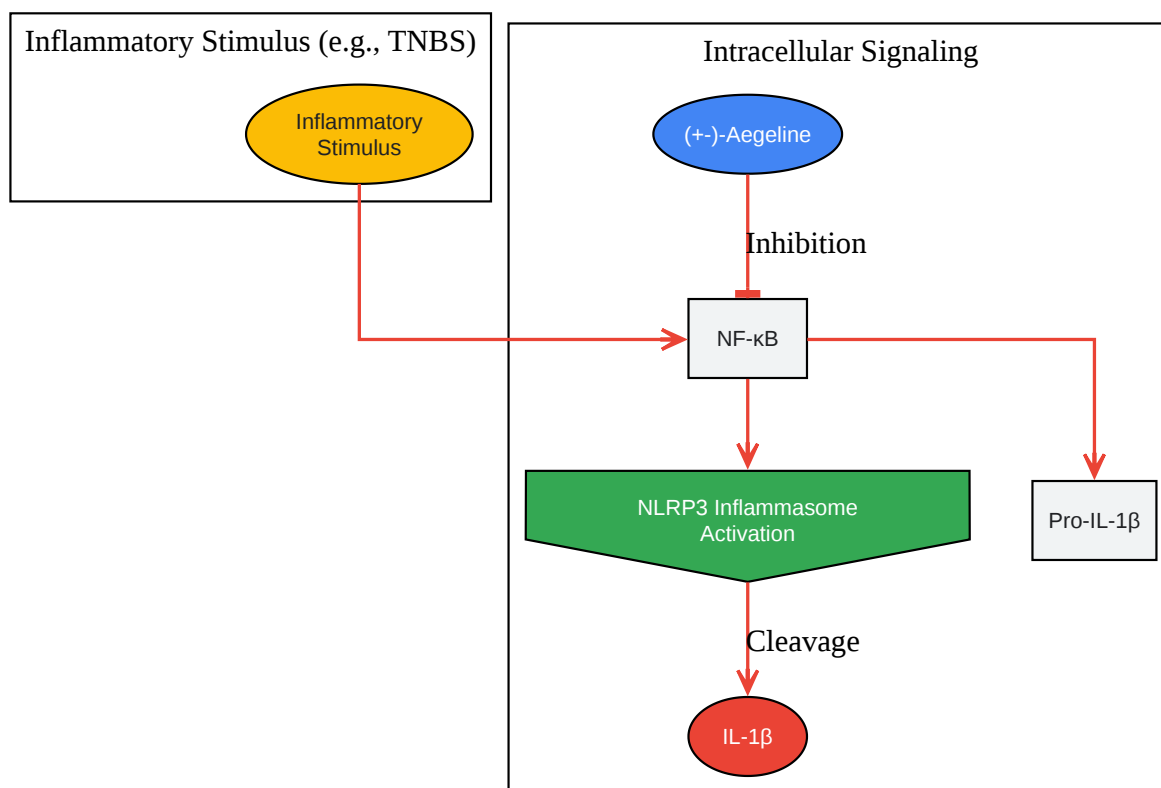 Inflammatory Stimulus (e.g., TNBS)
Inflammatory
Stimulus
Intracellular Signaling
(+-)-Aegeline
Inhibition
NF-κB
NLRP3 Inflammasome
Activation
Pro-IL-1β
Cleavage
IL-1β